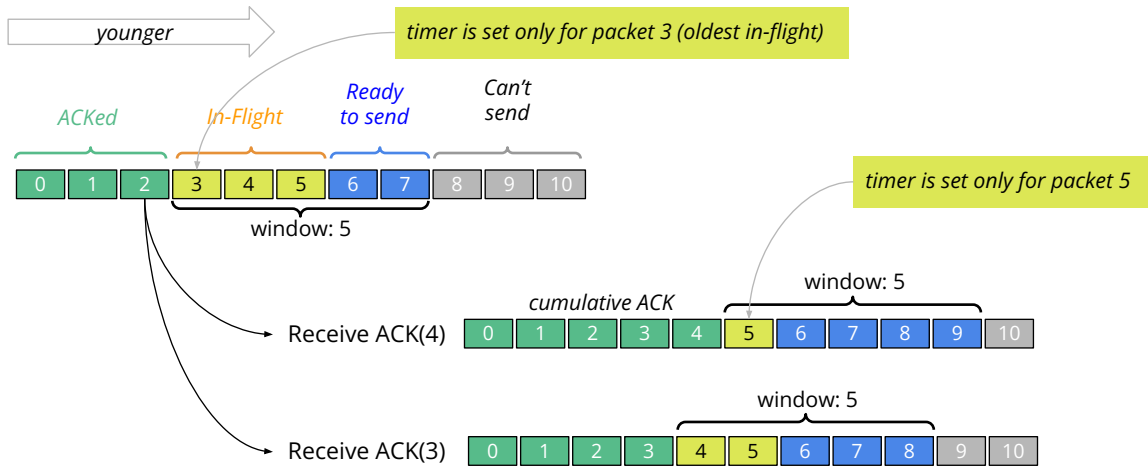 younger
timer is set only for packet 3 (oldest in-flight)
ACKed
In-Flight
Ready
to send
Can't
send
0 1 2 3 4 5 6 7 8 9 10
window: 5
timer is set only for packet 5
window: 5
cumulative ACK
Receive ACK(4)
0 1 2 3 4 5 6 7 8 9 10
window: 5
Receive ACK(3)
0 1 2 3 4 5 6 7 8 9 10